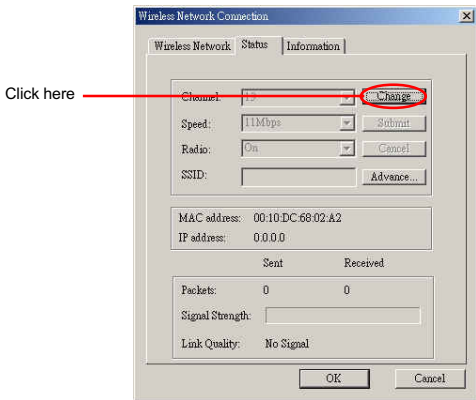 Wireless Network Connection
Wireless Network Status Information
Click here
Channel: Change
Speed: 11Mbps Submit
Radio: On Cancel
SSID: Advance...
MAC address: 00:10:DC:68:02:A2
IP address: 0.0.0.0
Sent Received
Packets: 0 0
Signal Strength:
Link Quality: No Signal
OK Cancel